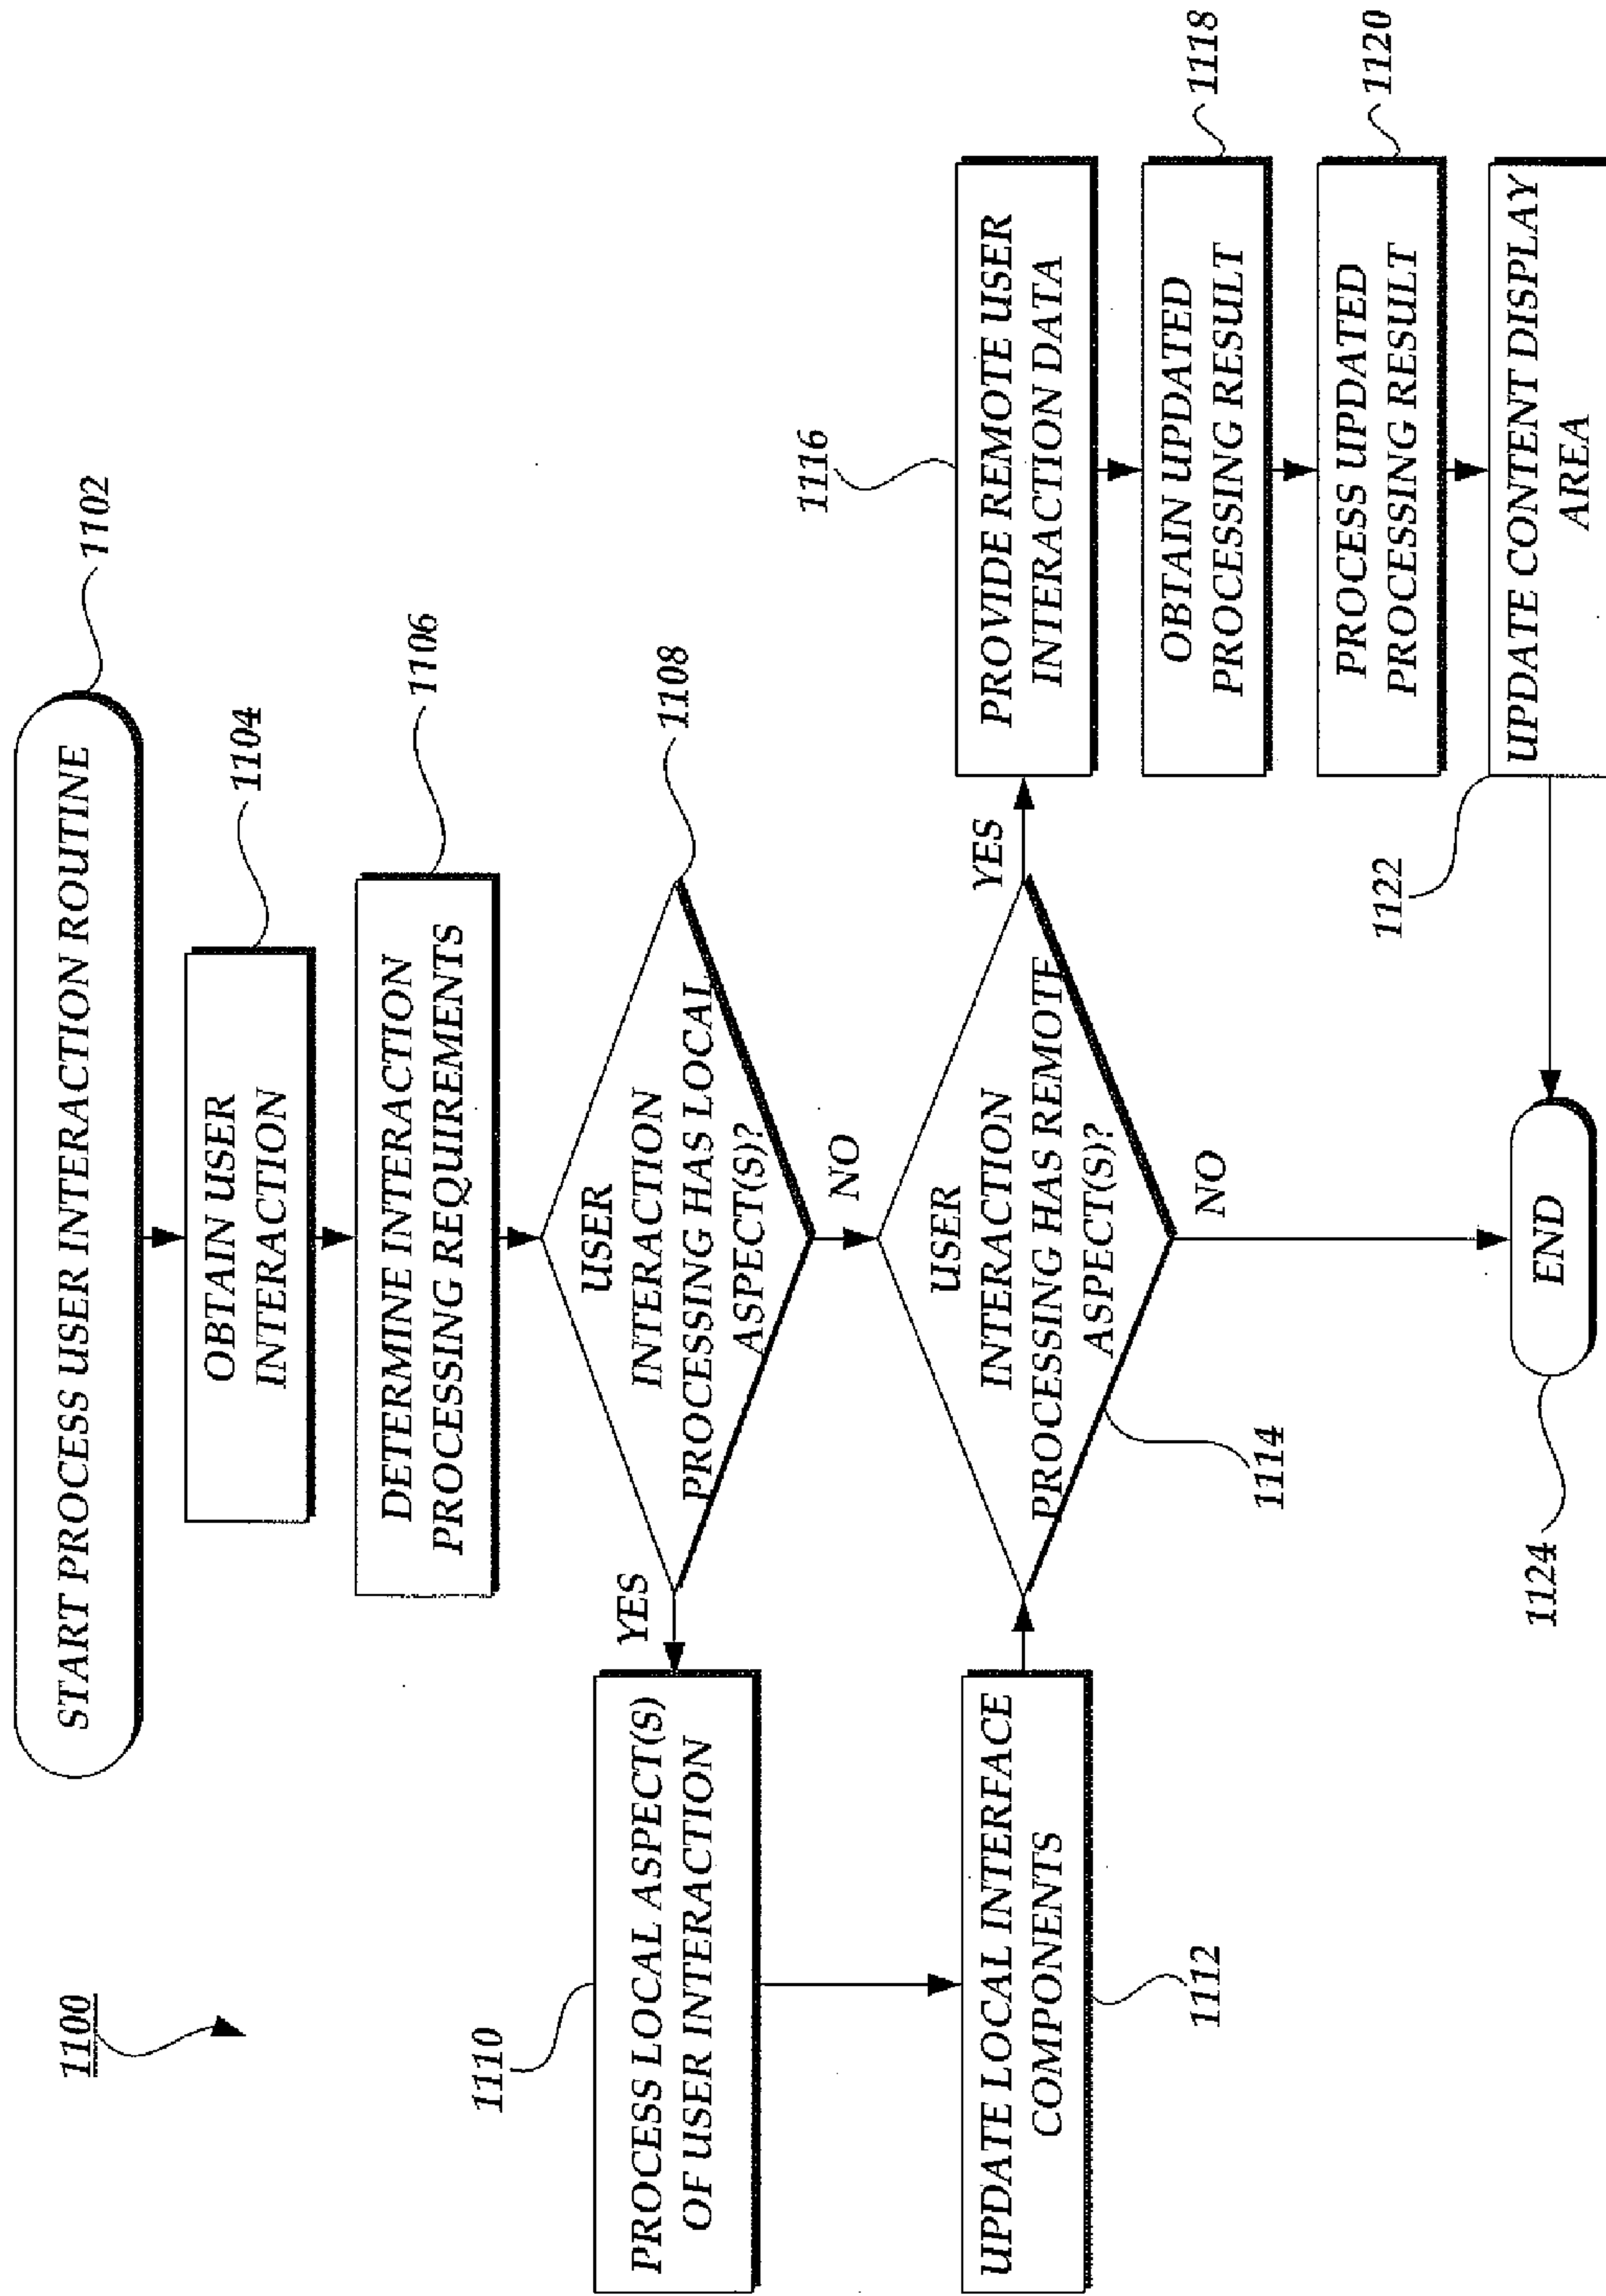 1100
START PROCESS USER INTERACTION ROUTINE
1102
OBTAIN USER
INTERACTION
1104
DETERMINE INTERACTION
PROCESSING REQUIREMENTS
1106
USER
INTERACTION
PROCESSING HAS LOCAL
ASPECT(S)?
1108
YES
NO
1110
PROCESS LOCAL ASPECT(S)
OF USER INTERACTION
UPDATE LOCAL INTERFACE
COMPONENTS
1112
USER
INTERACTION
PROCESSING HAS REMOTE
ASPECT(S)?
1114
YES
NO
1116
PROVIDE REMOTE USER
INTERACTION DATA
OBTAIN UPDATED
PROCESSING RESULT
1118
PROCESS UPDATED
PROCESSING RESULT
1120
UPDATE CONTENT DISPLAY
AREA
1122
END
1124